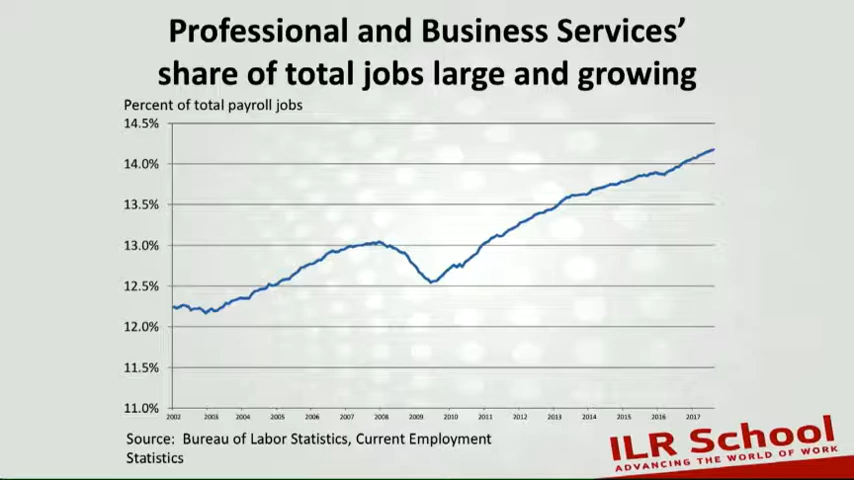 Professional and Business Services’
share of total jobs large and growing
Percent of total payroll jobs
14.5%
14.0%
13.5%
13.0%
12.5%
12.0%
11.5%
11.0%
2002 2003 2004 2005 2006 2007 2008 2009 2010 2011 2012 2013 2014 2015 2016 2017
Source: Bureau of Labor Statistics, Current Employment
Statistics
ILR School
ADVANCING THE WORLD OF WORK